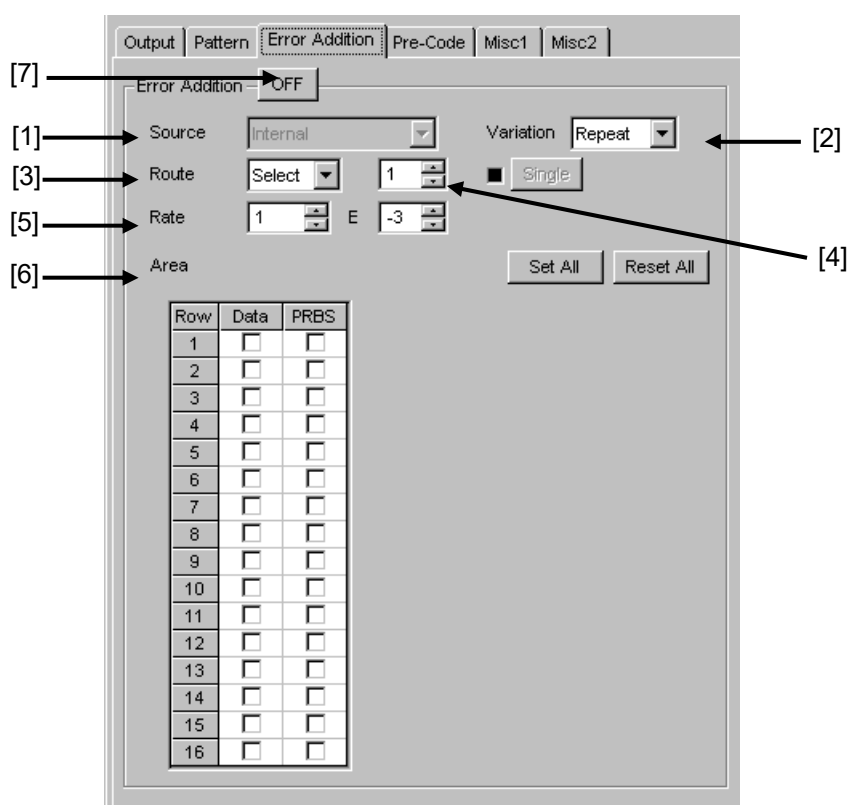 Output Pattern Error Addition Pre-Code Misc1 Misc2
[7] Error Addition OFF
[1] Source Internal Variation Repeat [2]
[3] Route Select 1 Single
[5] Rate 1 E -3
[4]
[6] Area Set All Reset All
Row Data PRBS
1
2
3
4
5
6
7
8
9
10
11
12
13
14
15
16